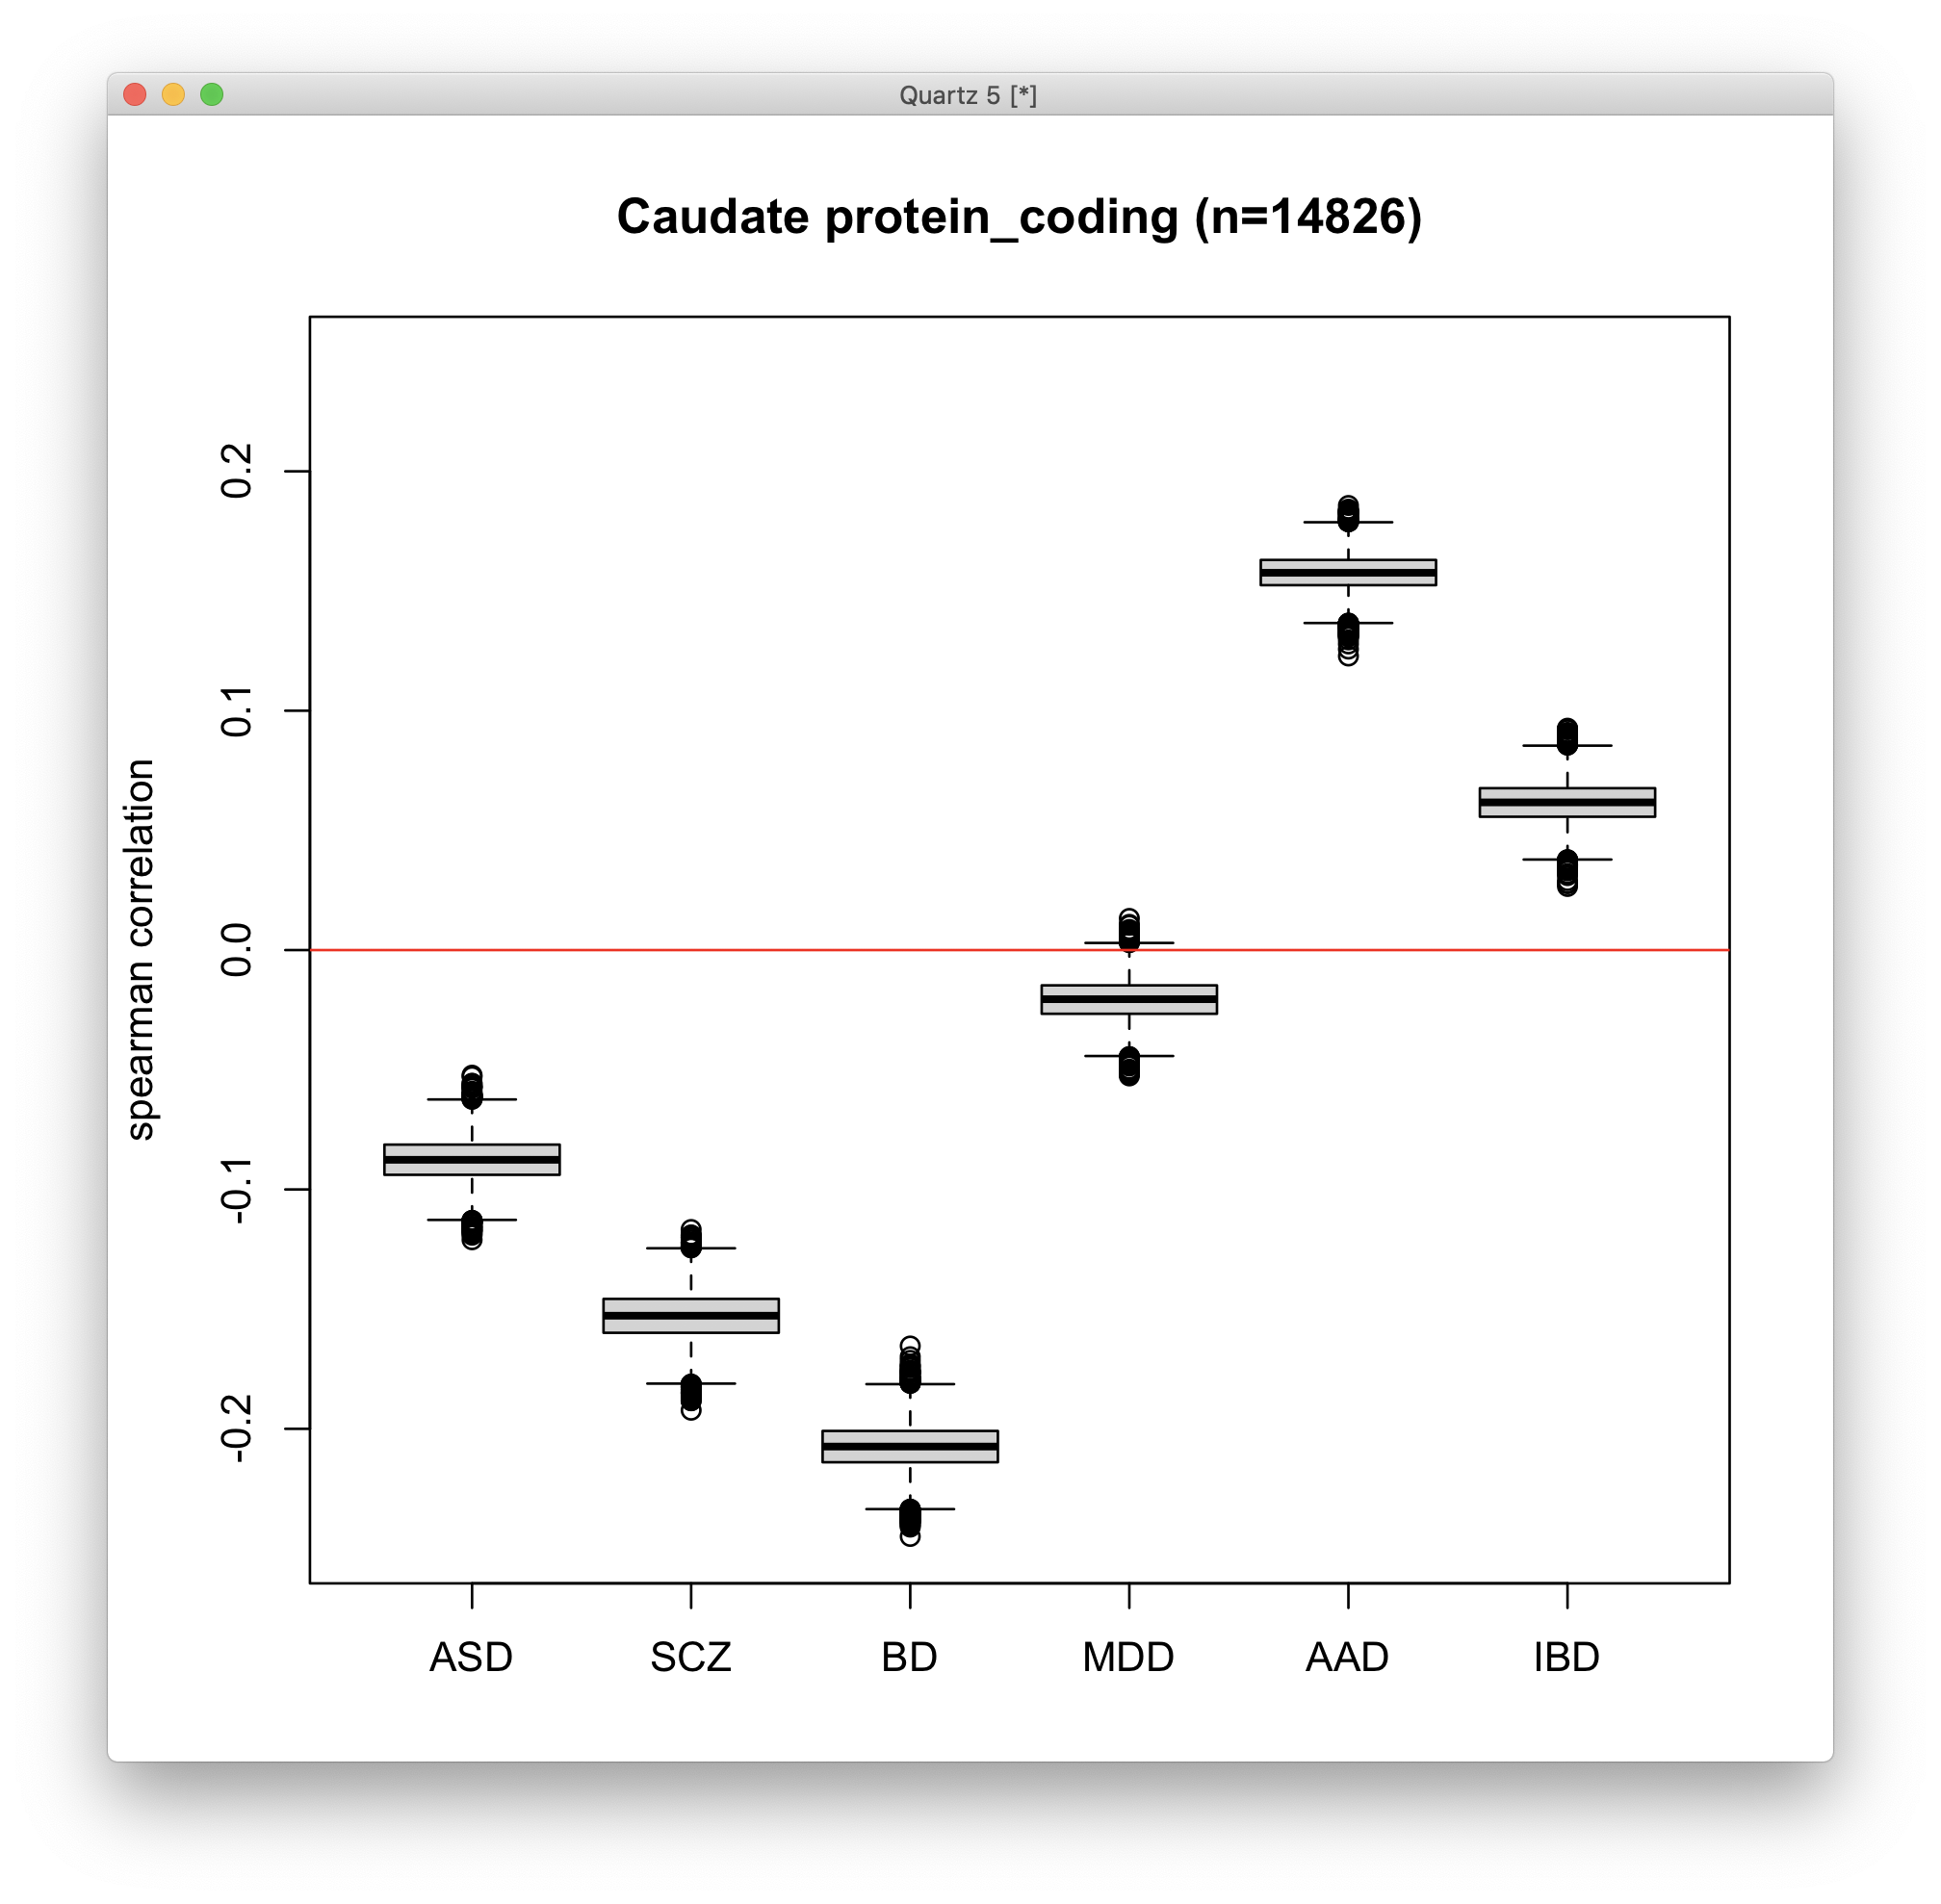 Quartz 5 [*]
Caudate protein_coding (n=14826)
spearman correlation
0.2
0.1
0.0
-0.1
-0.2
ASD SCZ BD MDD AAD IBD